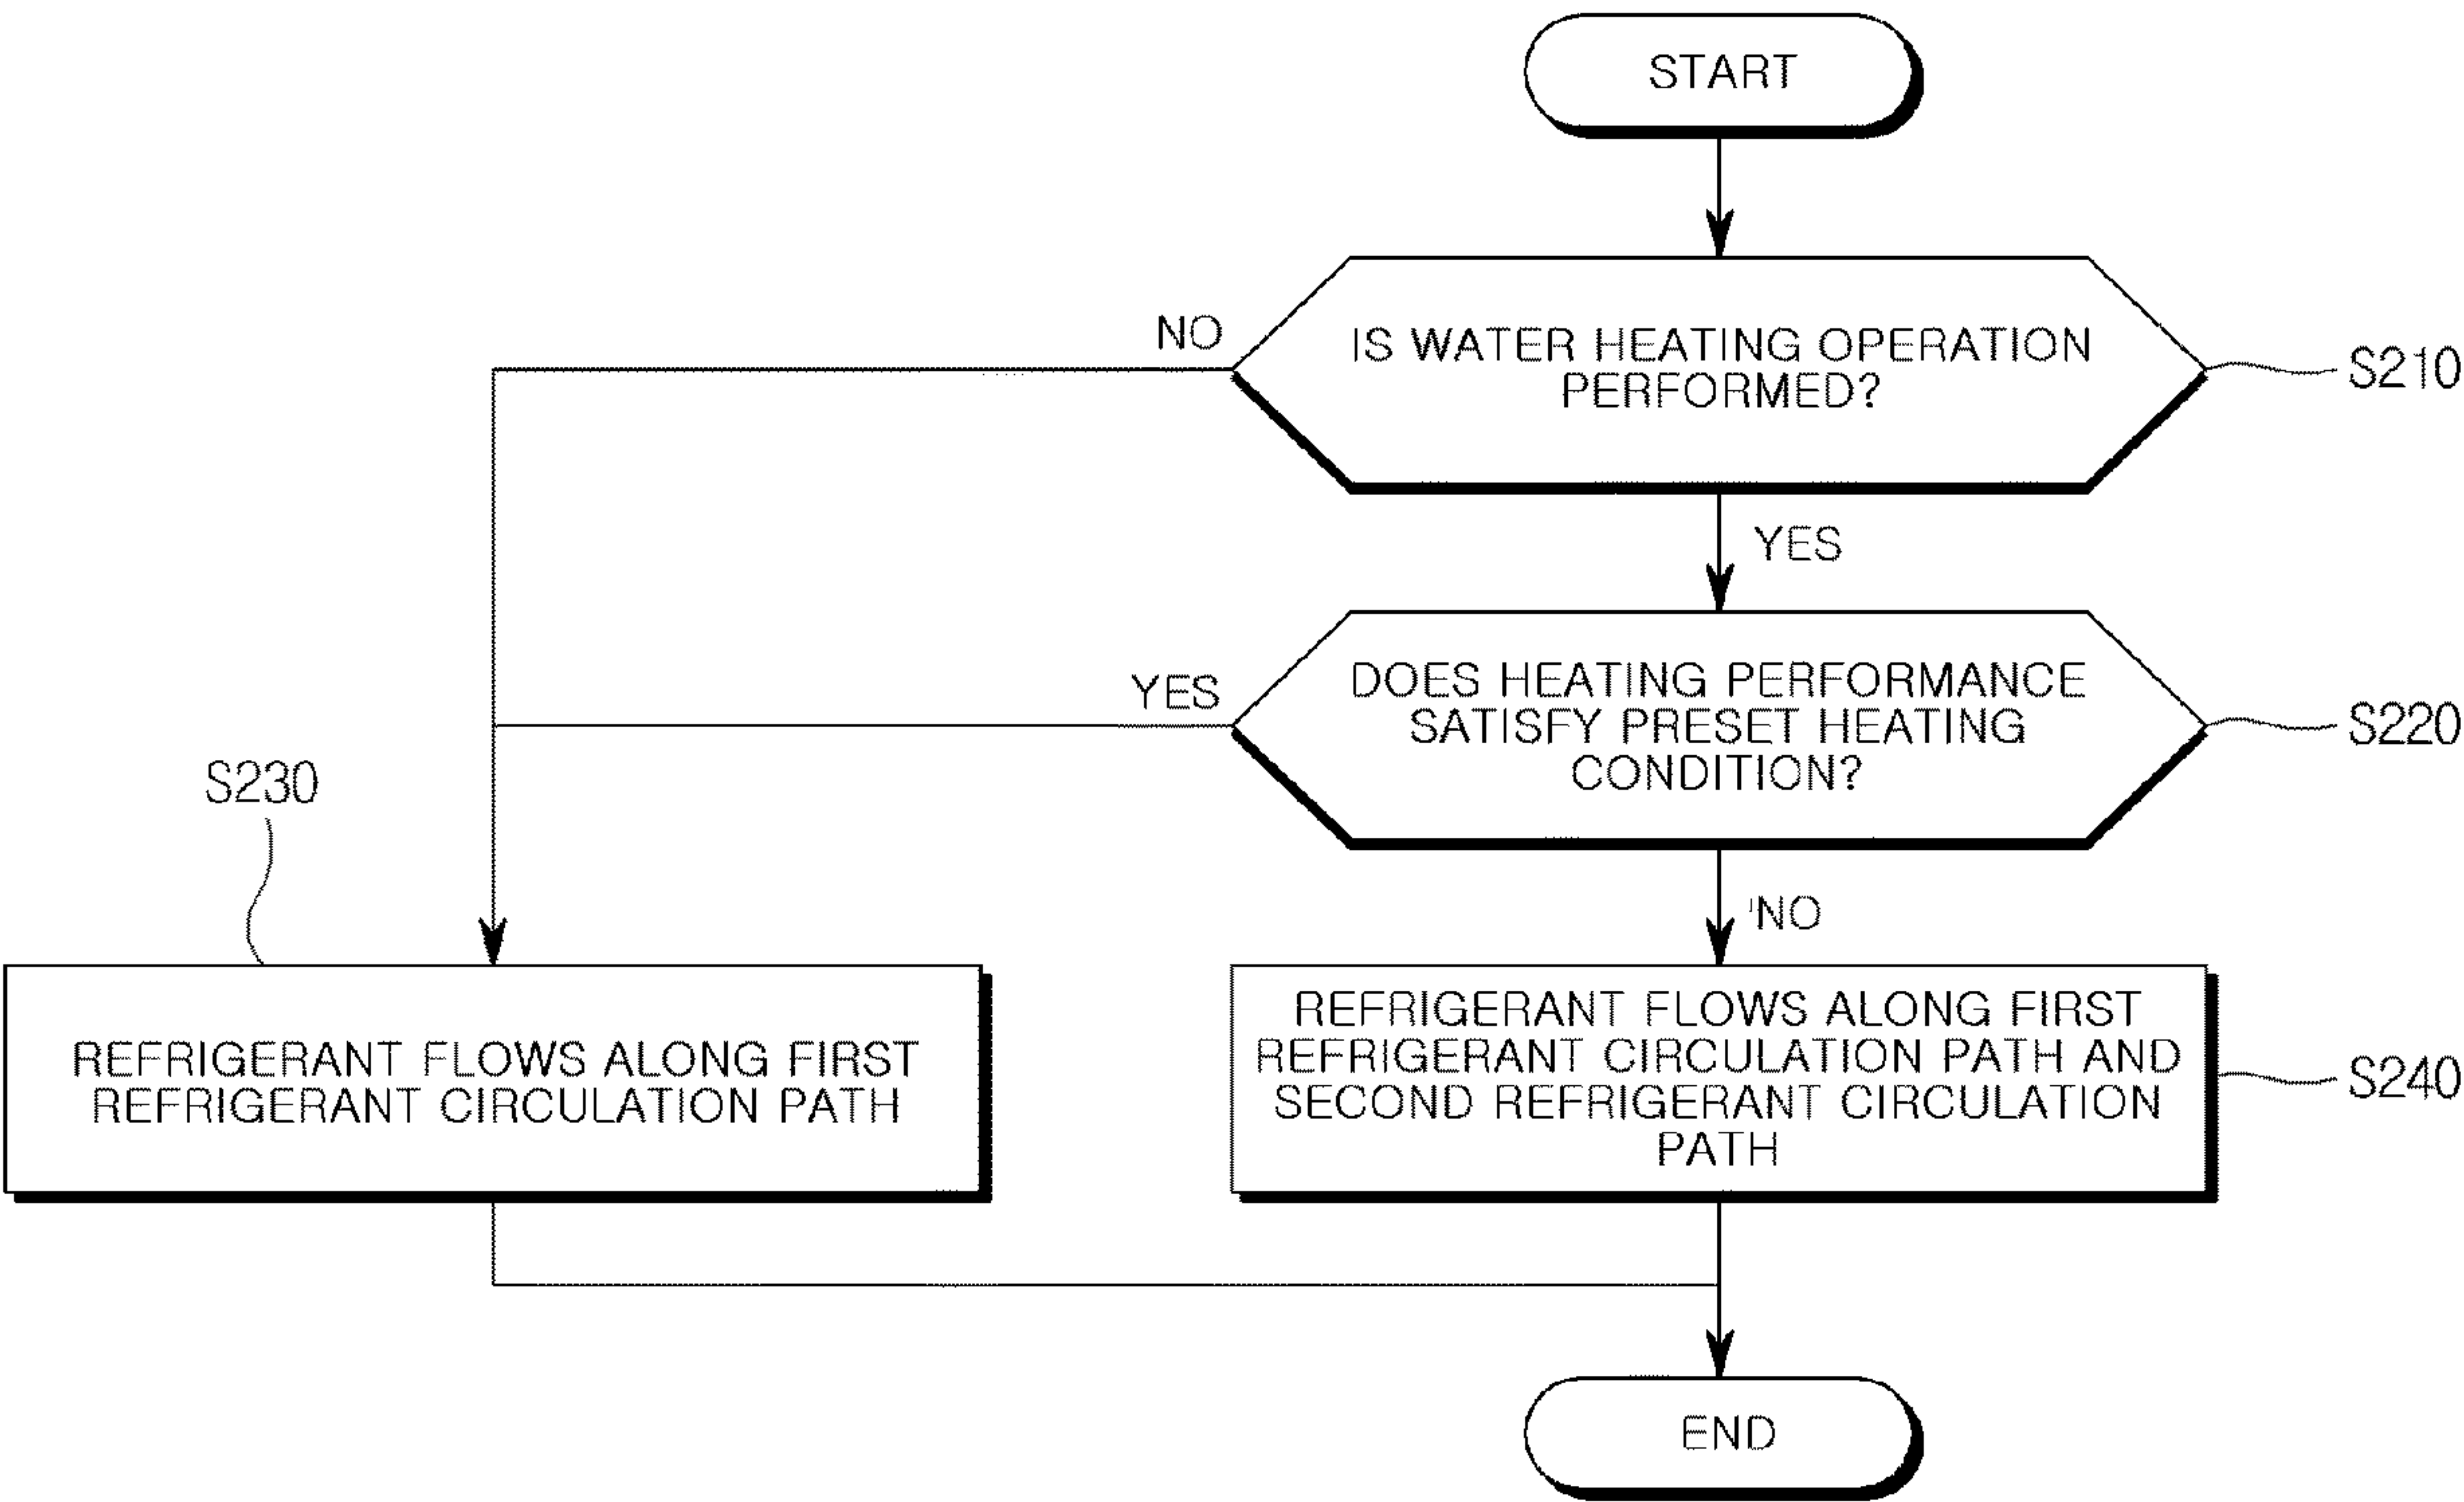 START
NO
IS WATER HEATING OPERATION
PERFORMED?
S210
YES
YES
DOES HEATING PERFORMANCE
SATISFY PRESET HEATING
CONDITION?
S220
S230
NO
REFRIGERANT FLOWS ALONG FIRST
REFRIGERANT CIRCULATION PATH
REFRIGERANT FLOWS ALONG FIRST
REFRIGERANT CIRCULATION PATH AND
SECOND REFRIGERANT CIRCULATION
PATH
S240
END